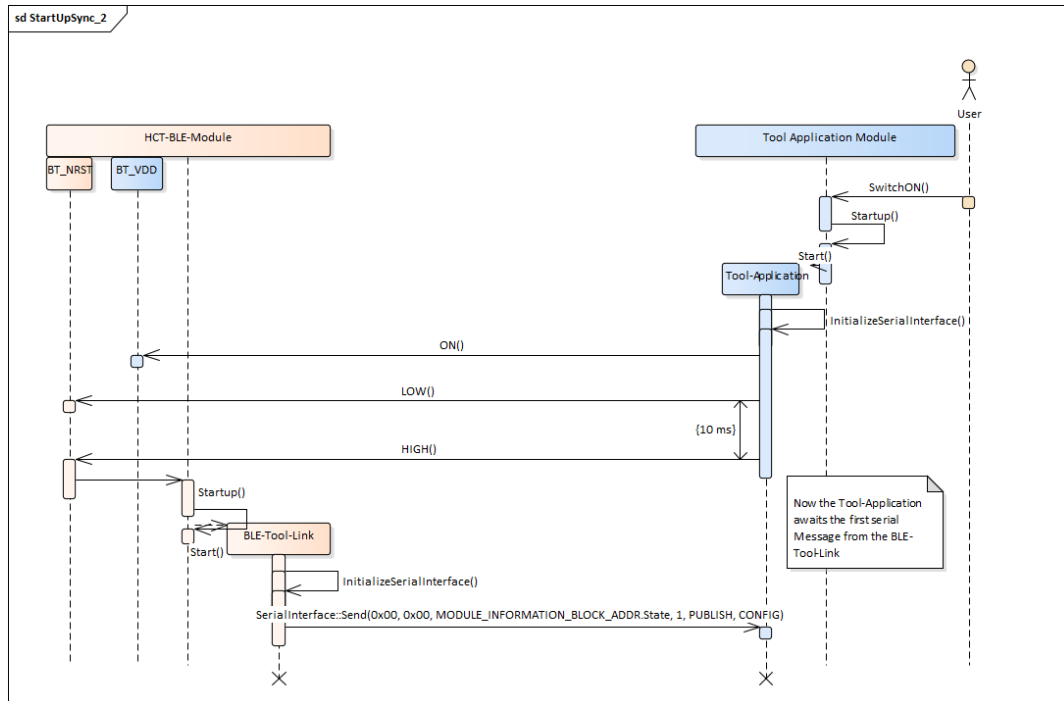 sd StartUpSync_2
User
HCT-BLE-Module
Tool Application Module
BT_NRST
BT_VDD
SwitchON()
Startup()
Start()
Tool-Application
InitializeSerialInterface()
ON()
LOW()
{10 ms}
HIGH()
Startup()
Now the Tool-Application
awaits the first serial
Message from the BLE-
Tool-Link
BLE-Tool-Link
Start()
InitializeSerialInterface()
SerialInterface::Send(0x00, 0x00, MODULE_INFORMATION_BLOCK_ADDR.State, 1, PUBLISH, CONFIG)